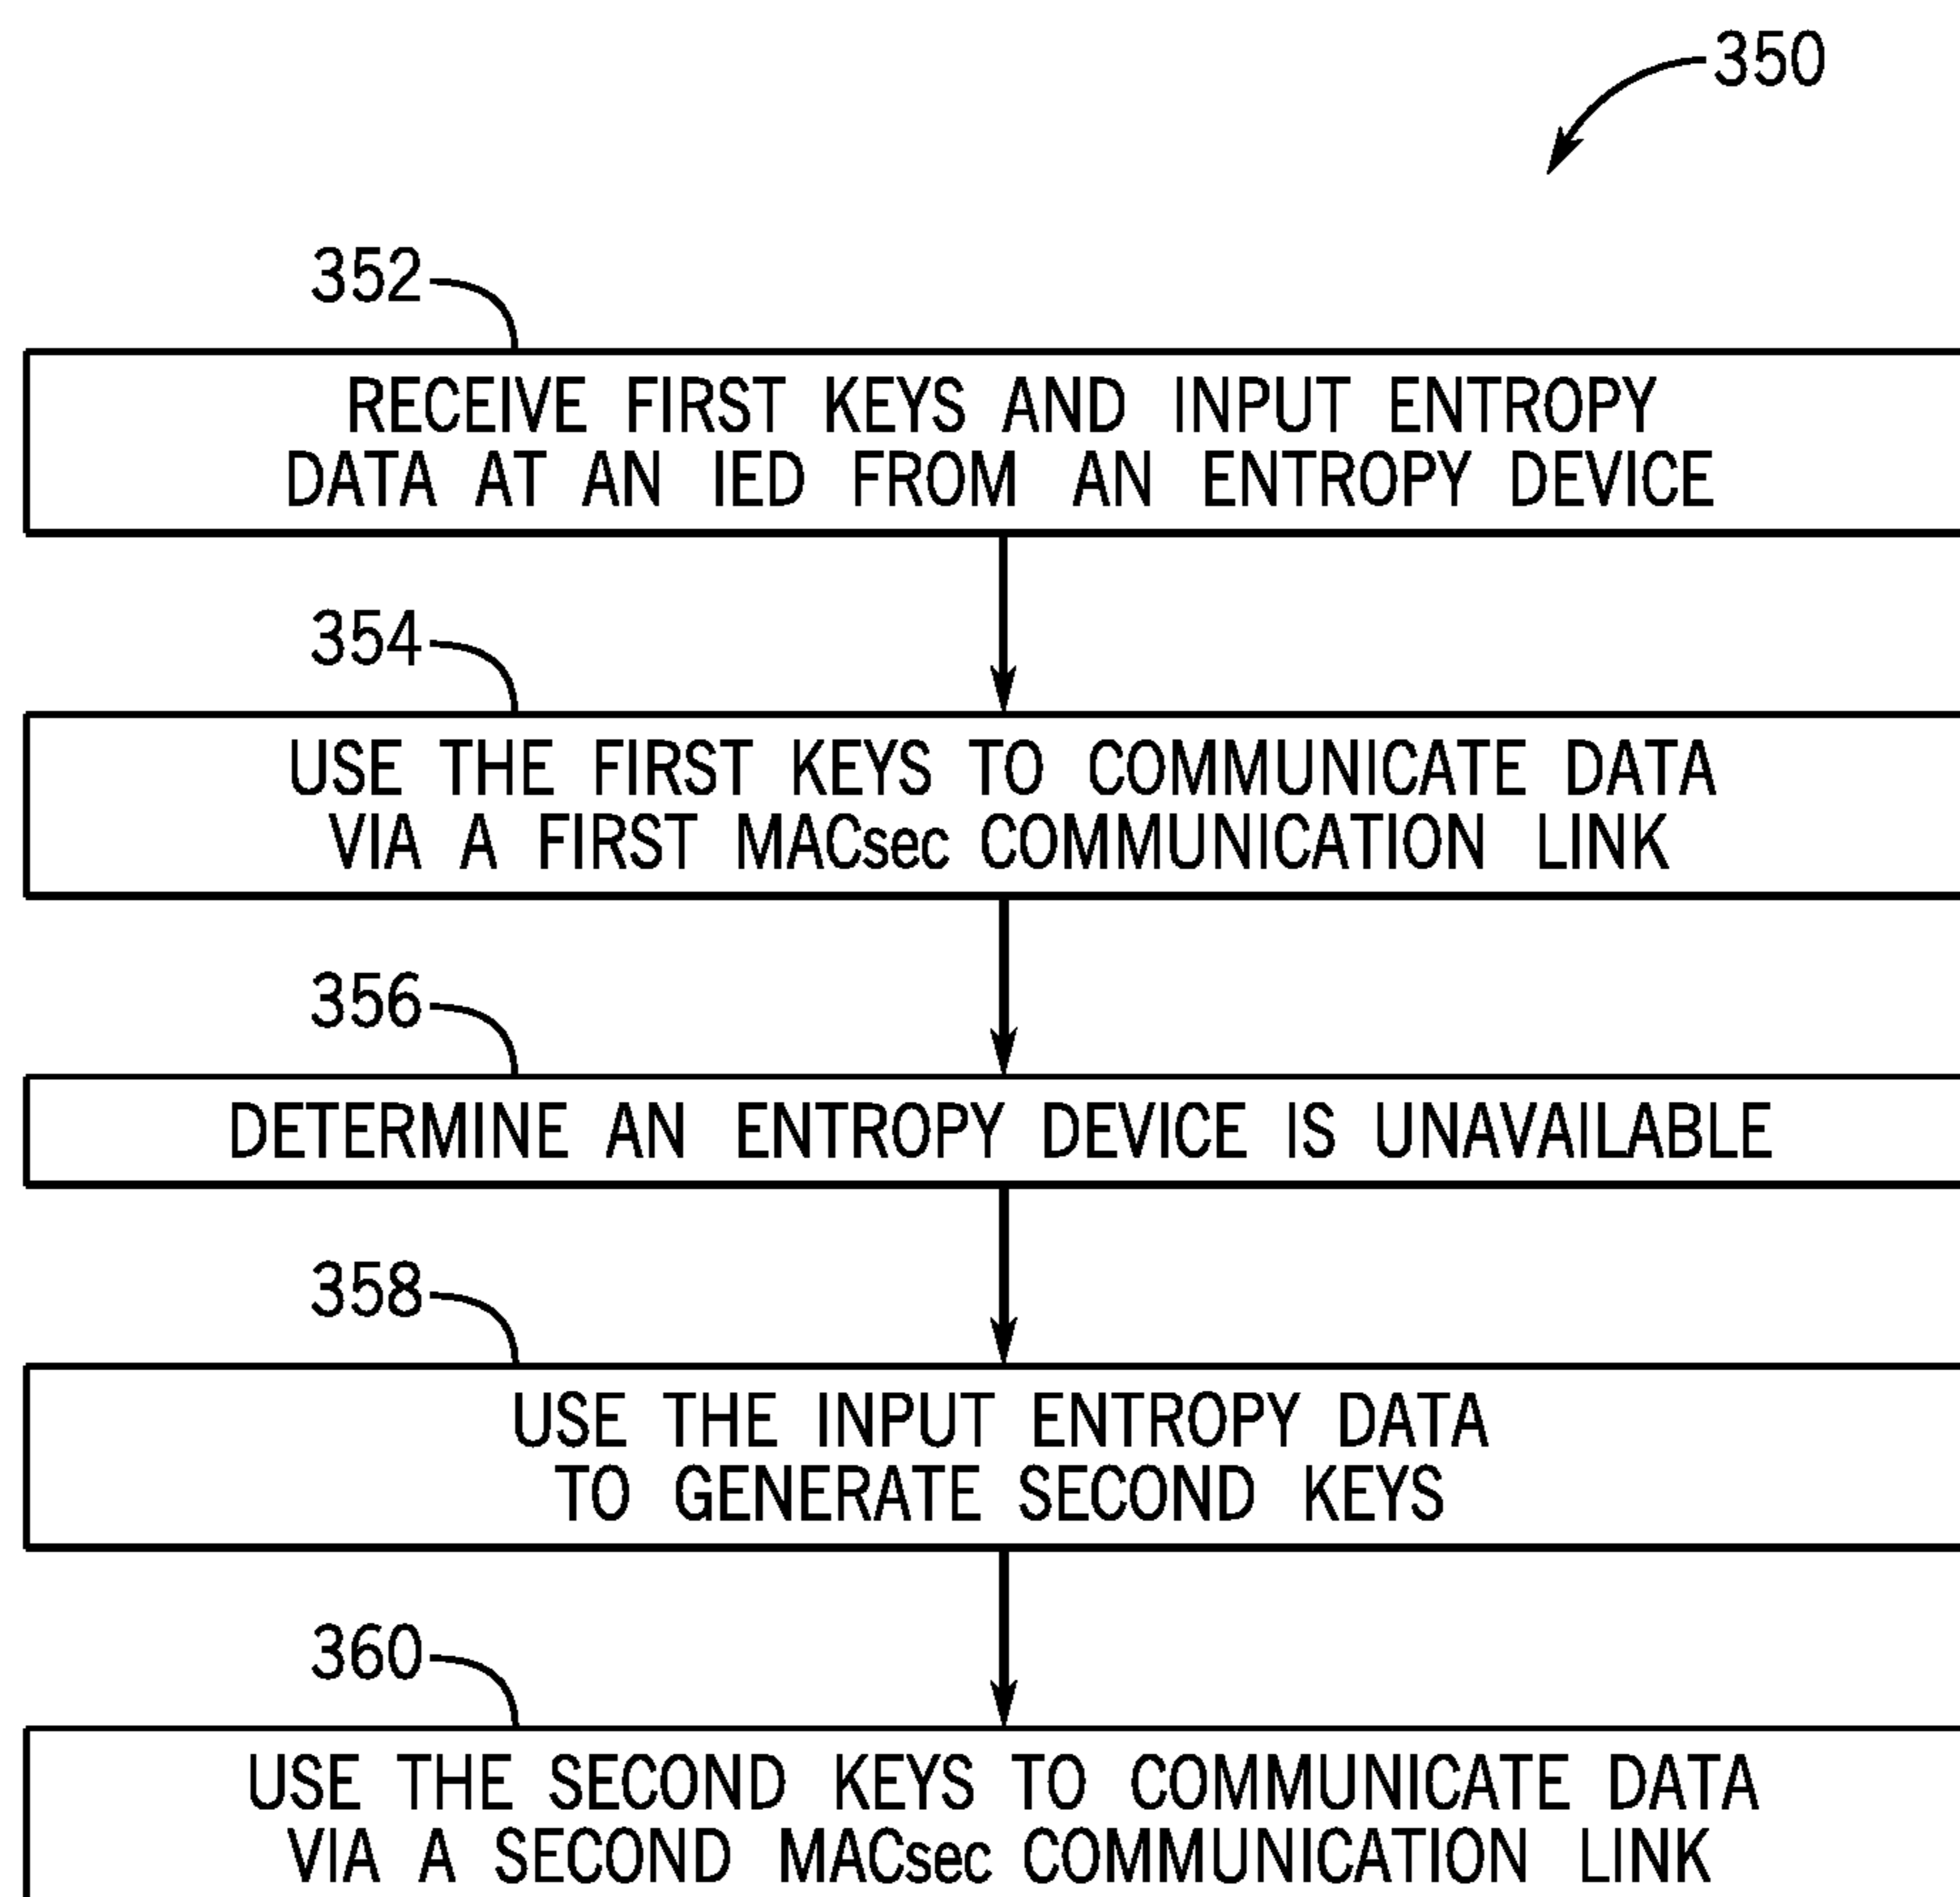 350
352
RECEIVE FIRST KEYS AND INPUT ENTROPY
DATA AT AN IED FROM AN ENTROPY DEVICE
354
USE THE FIRST KEYS TO COMMUNICATE DATA
VIA A FIRST MACsec COMMUNICATION LINK
356
DETERMINE AN ENTROPY DEVICE IS UNAVAILABLE
358
USE THE INPUT ENTROPY DATA
TO GENERATE SECOND KEYS
360
USE THE SECOND KEYS TO COMMUNICATE DATA
VIA A SECOND MACsec COMMUNICATION LINK